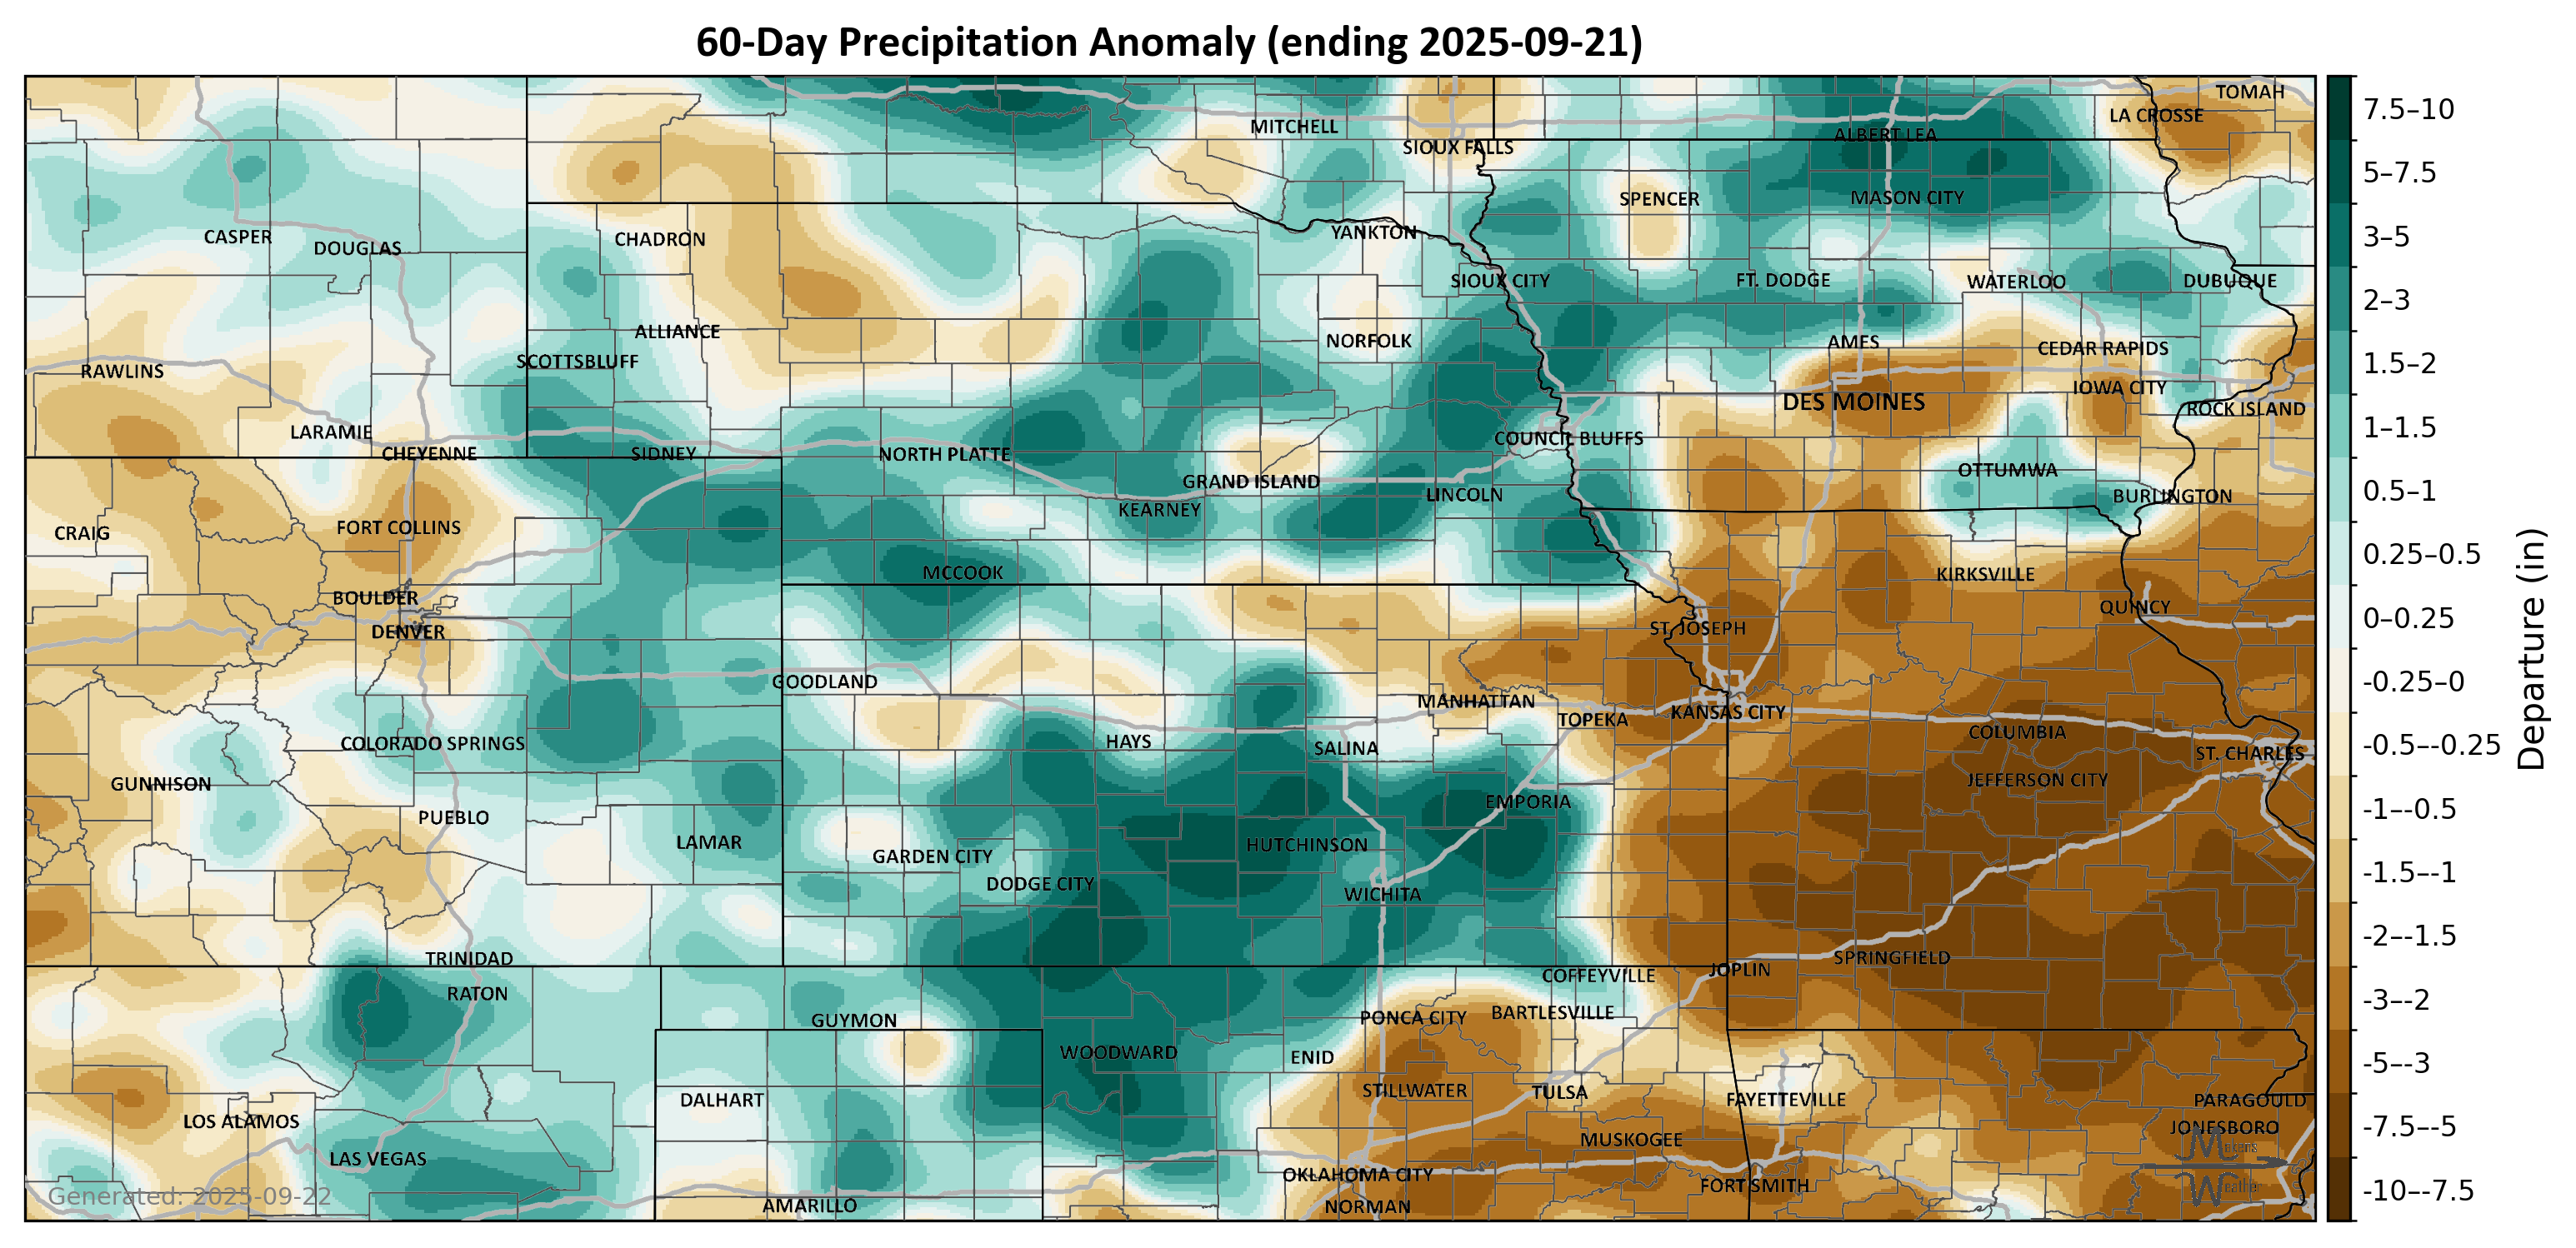 60-Day Precipitation Anomaly (ending 2025-09-21)
TOMAH
LA CROSSE
MITCHELL
ALBERT LEA
SIOUX FALLS
SPENCER
MASON CITY
CASPER
DOUGLAS
CHADRON
YANKTON
SIOUX CITY
FT. DODGE
WATERLOO
DUBUQUE
ALLIANCE
NORFOLK
AMES
CEDAR RAPIDS
SCOTTSBLUFF
RAWLINS
IOWA CITY
DES MOINES
ROCK ISLAND
LARAMIE
COUNCIL BLUFFS
CHEYENNE
SIDNEY
NORTH PLATTE
OTTUMWA
GRAND ISLAND
LINCOLN
BURLINGTON
KEARNEY
CRAIG
FORT COLLINS
MCCOOK
KIRKSVILLE
BOULDER
QUINCY
DENVER
ST. JOSEPH
GOODLAND
MANHATTAN
TOPEKA
KANSAS CITY
COLUMBIA
COLORADO SPRINGS
HAYS
SALINA
ST. CHARLES
GUNNISON
JEFFERSON CITY
EMPORIA
PUEBLO
LAMAR
HUTCHINSON
GARDEN CITY
DODGE CITY
WICHITA
TRINIDAD
SPRINGFIELD
COFFEYVILLE
JOPLIN
RATON
GUYMON
PONCA CITY
BARTLESVILLE
WOODWARD
ENID
STILLWATER
TULSA
DALHART
FAYETTEVILLE
PARAGOULD
LOS ALAMOS
JONESBORO
MUSKOGEE
LAS VEGAS
OKLAHOMA CITY
FORT SMITH
AMARILLO
NORMAN
Generated: 2025-09-22
Makens
Weather
7.5–10
5–7.5
3–5
2–3
1.5–2
1–1.5
0.5–1
0.25–0.5
0–0.25
-0.25–0
-0.5–-0.25
-1–-0.5
-1.5–-1
-2–-1.5
-3–-2
-5–-3
-7.5–-5
-10–-7.5
Departure (in)